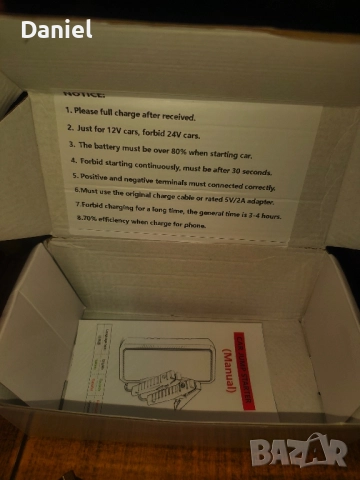 Daniel
NOTICE:
1. Please full charge after received.
2. Just for 12V cars, forbid 24V cars.
3. The battery must be over 80% when starting car.
4. Forbid starting continuously, must be after 30 seconds.
5. Positive and negative terminals must connected correctly.
6.Must use the original charge cable or rated 5V/2A adapter.
7.Forbid charging for a long time, the general time is 3-4 hours.
8.70% efficiency when charge for phone.
(Manual)
BAZAR
bg